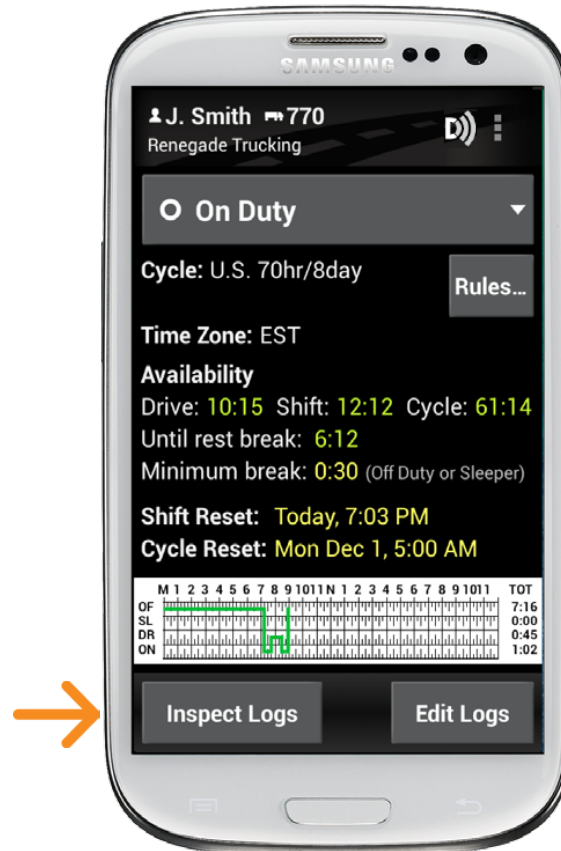 SAMSUNG
J. Smith 770
Renegade Trucking
D
On Duty
Cycle: U.S. 70hr/8day
Rules…
Time Zone: EST
Availability
Drive: 10:15 Shift: 12:12 Cycle: 61:14
Until rest break: 6:12
Minimum break: 0:30 (Off Duty or Sleeper)
Shift Reset: Today, 7:03 PM
Cycle Reset: Mon Dec 1, 5:00 AM
M 1 2 3 4 5 6 7 8 9 10 11 N 1 2 3 4 5 6 7 8 9 10 11 TOT
OF 7:16
SL 0:00
DR 0:45
ON 1:02
Inspect Logs Edit Logs